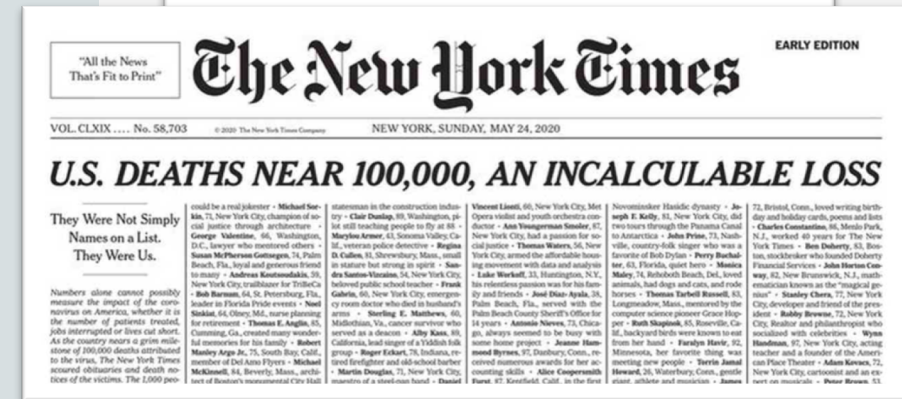 "All the News
That's Fit to Print"
The New York Times
EARLY EDITION
VOL. CLXIX .... No. 58,703
© 2020 The New York Times Company
NEW YORK, SUNDAY, MAY 24, 2020
U.S. DEATHS NEAR 100,000, AN INCALCULABLE LOSS
They Were Not Simply
Names on a List.
They Were Us.
Numbers alone cannot possibly
measure the impact of the coro-
navirus on America, whether it is
the number of patients treated,
jobs interrupted or lives cut short.
As the country nears a grim mile-
stone of 100,000 deaths attributed
to the virus, The New York Times
scoured obituaries and death no-
tices of the victims. The 1,000 peo-
could be a real jokester • Michael Sor-
kin, 71, New York City, champion of so-
cial justice through architecture •
George Valentine, 66, Washington,
D.C., lawyer who mentored others •
Susan McPherson Gottsegen, 74, Palm
Beach, Fla., loyal and generous friend
to many • Andreas Koutsoudakis, 59,
New York City, trailblazer for TriBeCa
• Bob Barnum, 64, St. Petersburg, Fla.,
leader in Florida Pride events • Noel
Sinkiat, 64, Olney, Md., nurse planning
for retirement • Thomas E. Anglin, 85,
Cumming, Ga., created many wonder-
ful memories for his family • Robert
Manley Argo Jr., 75, South Bay, Calif.,
member of Del Amo Flyers • Michael
McKinnell, 84, Beverly, Mass., archi-
tect of Boston's monumental City Hall
statesman in the construction indus-
try • Clair Dunlap, 89, Washington, pi-
lot still teaching people to fly at 88 •
Marylou Armer, 43, Sonoma Valley, Ca-
lif., veteran police detective • Regina
D. Cullen, 81, Shrewsbury, Mass., small
in stature but strong in spirit • San-
dra Santos-Vizcaino, 54, New York City,
beloved public school teacher • Frank
Gabrin, 60, New York City, emergen-
cy room doctor who died in husband's
arms • Sterling E. Matthews, 60,
Midlothian, Va., cancer survivor who
served as a deacon • Alby Kass, 89,
California, lead singer of a Yiddish folk
group • Roger Eckart, 78, Indiana, re-
tired firefighter and old-school barber
• Martin Douglas, 71, New York City,
maestro of a steel-pan band • Daniel
Vincent Lionti, 60, New York City, Met
Opera violist and youth orchestra con-
ductor • Ann Youngerman Smoler, 87,
New York City, had a passion for so-
cial justice • Thomas Waters, 56, New
York City, armed the affordable hous-
ing movement with data and analysis
• Luke Workoff, 33, Huntington, N.Y.,
his relentless passion was for his fam-
ily and friends • José Diaz-Ayala, 38,
Palm Beach, Fla., served with the
Palm Beach County Sheriff's Office for
14 years • Antonio Nieves, 73, Chica-
go, always seemed to be busy with
some home project • Jeanne Ham-
mond Byrnes, 97, Danbury, Conn., re-
ceived numerous awards for her ac-
counting skills • Alice Coopersmith
Furst, 87, Kentfield, Calif., in the first
Novominsker Hasidic dynasty • Jo-
seph F. Kelly, 81, New York City, did
two tours through the Panama Canal
to Antarctica • John Prine, 73, Nash-
ville, country-folk singer who was a
favorite of Bob Dylan • Perry Buchal-
ter, 63, Florida, quiet hero • Monica
Maley, 74, Rehoboth Beach, Del., loved
animals, had dogs and cats, and rode
horses • Thomas Tarbell Russell, 83,
Longmeadow, Mass., mentored by the
computer science pioneer Grace Hop-
per • Ruth Skapinok, 85, Roseville, Ca-
lif., backyard birds were known to eat
from her hand • Faralyn Havir, 92,
Minnesota, her favorite thing was
meeting new people • Torrin Jamal
Howard, 26, Waterbury, Conn., gentle
giant, athlete and musician • James
72, Bristol, Conn., loved writing birth-
day and holiday cards, poems and lists
• Charles Constantino, 86, Menlo Park,
N.J., worked 40 years for The New
York Times • Ben Doherty, 83, Bos-
ton, stockbroker who founded Doherty
Financial Services • John Horton Con-
way, 82, New Brunswick, N.J., math-
ematician known as the "magical ge-
nius" • Stanley Chera, 77, New York
City, developer and friend of the pres-
ident • Robby Browne, 72, New York
City, Realtor and philanthropist who
socialized with celebrities • Wynn
Handman, 97, New York City, acting
teacher and a founder of the Ameri-
can Place Theater • Adam Kovacs, 72,
New York City, cartoonist and an ex-
pert on musicals • Peter Brown, 53,